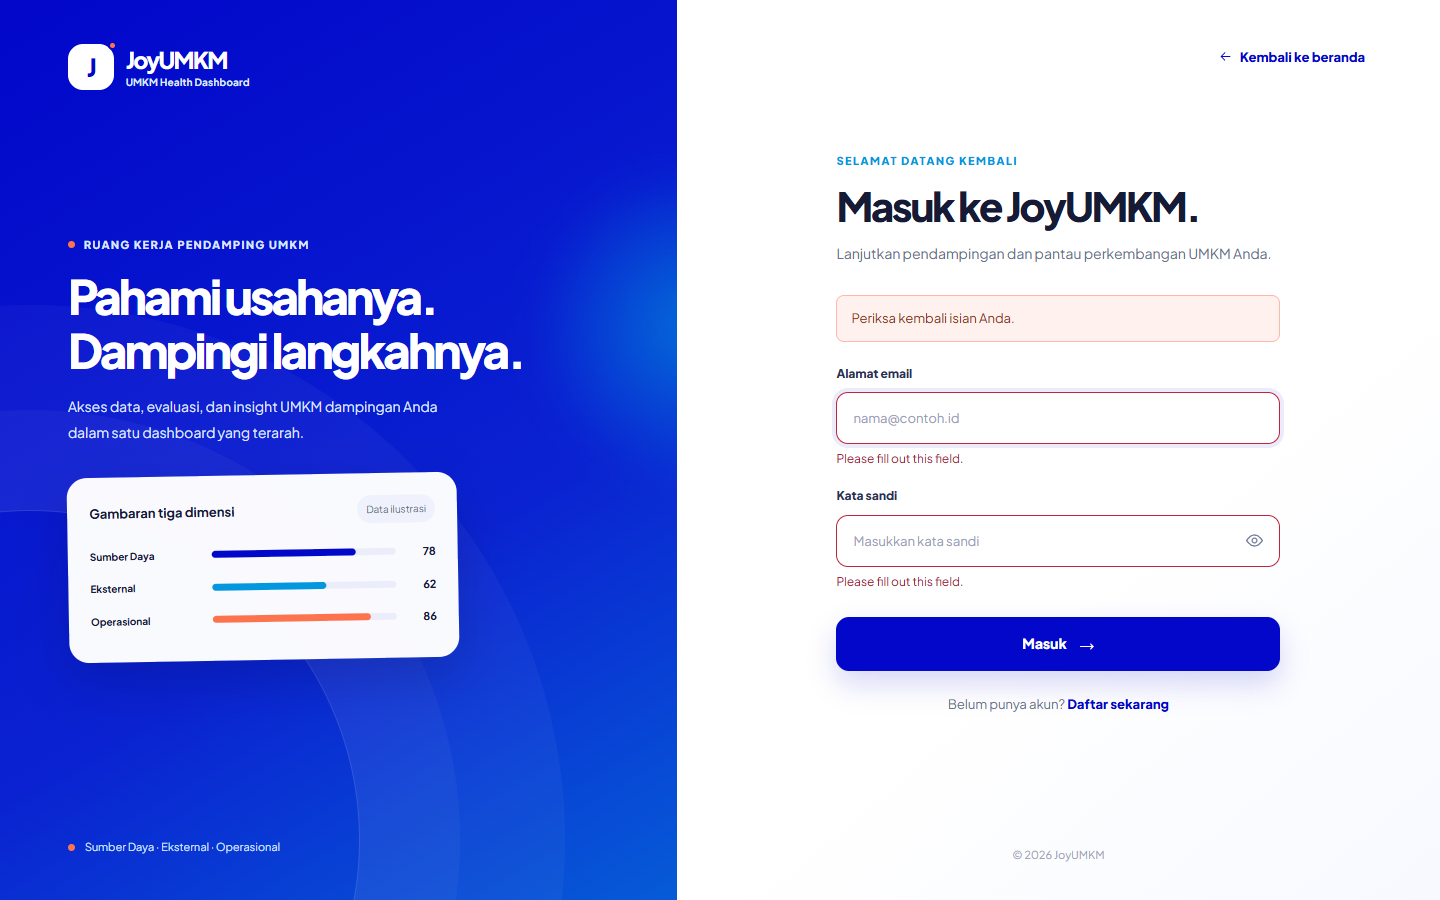 J
JoyUMKM
UMKM Health Dashboard
RUANG KERJA PENDAMPING UMKM
Pahami usahanya.
Dampingi langkahnya.
Akses data, evaluasi, dan insight UMKM dampingan Anda
dalam satu dashboard yang terarah.
Gambaran tiga dimensi
Data ilustrasi
Sumber Daya 78
Eksternal 62
Operasional 86
Sumber Daya · Eksternal · Operasional
← Kembali ke beranda
SELAMAT DATANG KEMBALI
Masuk ke JoyUMKM.
Lanjutkan pendampingan dan pantau perkembangan UMKM Anda.
Periksa kembali isian Anda.
Alamat email
nama@contoh.id
Please fill out this field.
Kata sandi
Masukkan kata sandi
Please fill out this field.
Masuk →
Belum punya akun? Daftar sekarang
© 2026 JoyUMKM